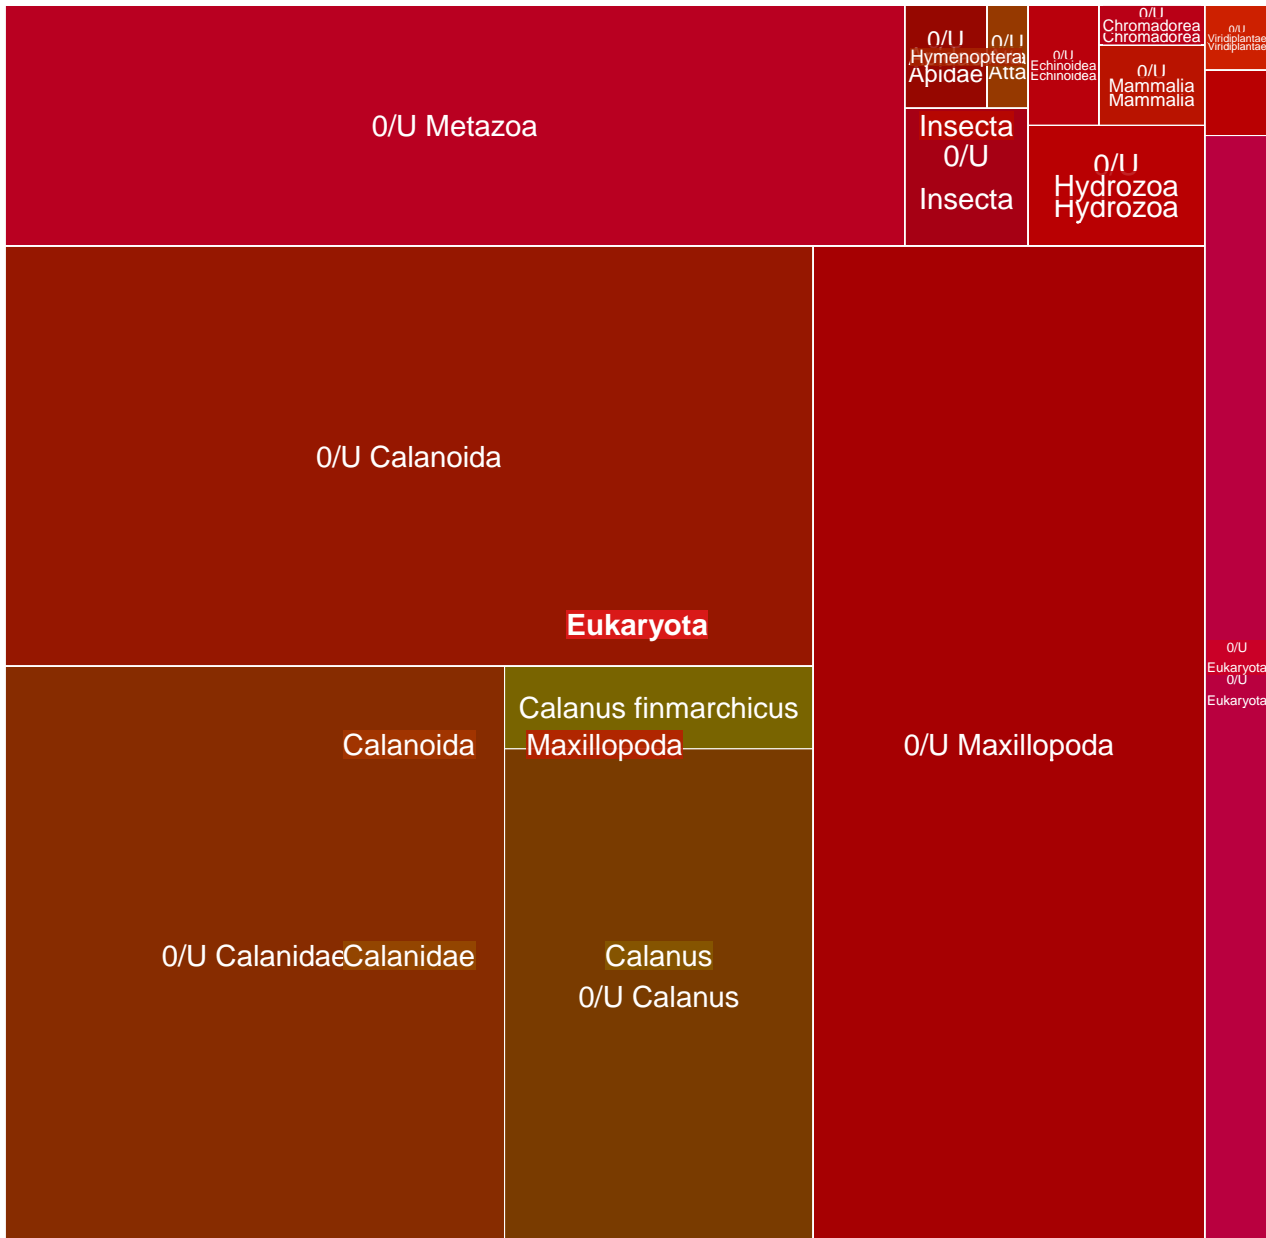 0/U Metazoa
0/U
Hymenoptera
Apidae
0/U
Atta
Insecta
0/U
Insecta
0/U
Echinoidea
Echinoidea
0/U
Chromadorea
Chromadorea
0/U
Mammalia
Mammalia
0/U
Hydrozoa
Hydrozoa
0/U
Viridiplantae
Viridiplantae
0/U Calanoida
Eukaryota
Calanus finmarchicus
Calanoida
Maxillopoda
0/U Maxillopoda
0/U
Eukaryota
0/U
Eukaryota
0/U Calanidae
Calanidae
Calanus
0/U Calanus